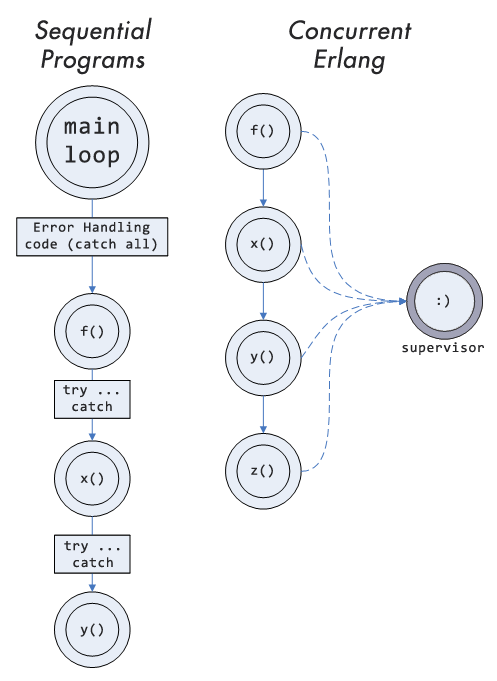 Sequential
Programs
main
loop
Error Handling
code (catch all)
f()
try ...
catch
x()
try ...
catch
y()
Concurrent
Erlang
f()
x()
y()
z()
:)
supervisor